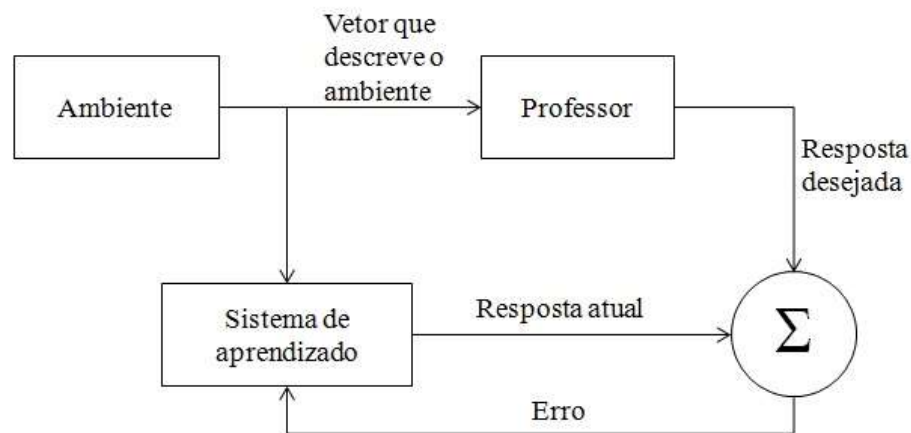 Vetor que
descreve o
ambiente
Ambiente
Professor
Resposta
desejada
Sistema de
aprendizado
Resposta atual
Σ
Erro